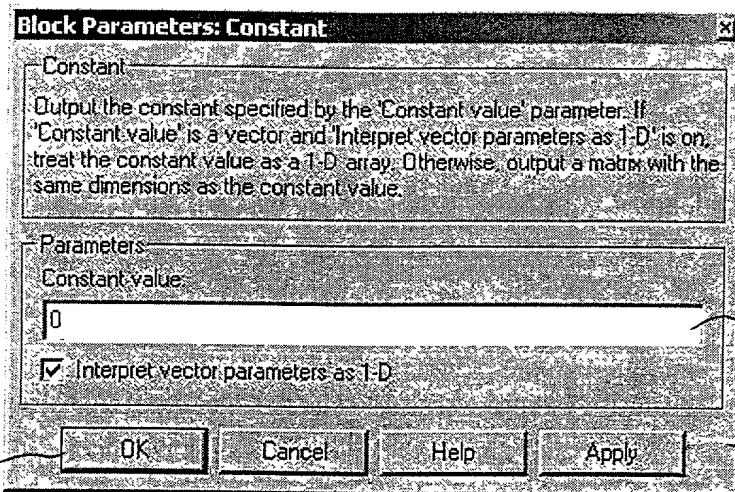 Block Parameters: Constant
Constant
Output the constant specified by the 'Constant value' parameter. If
'Constant value' is a vector and 'Interpret vector parameters as 1-D' is on,
treat the constant value as a 1-D array. Otherwise, output a matrix with the
same dimensions as the constant value.
Parameters
Constant value:
0
Interpret vector parameters as 1-D
OK Cancel Help Apply